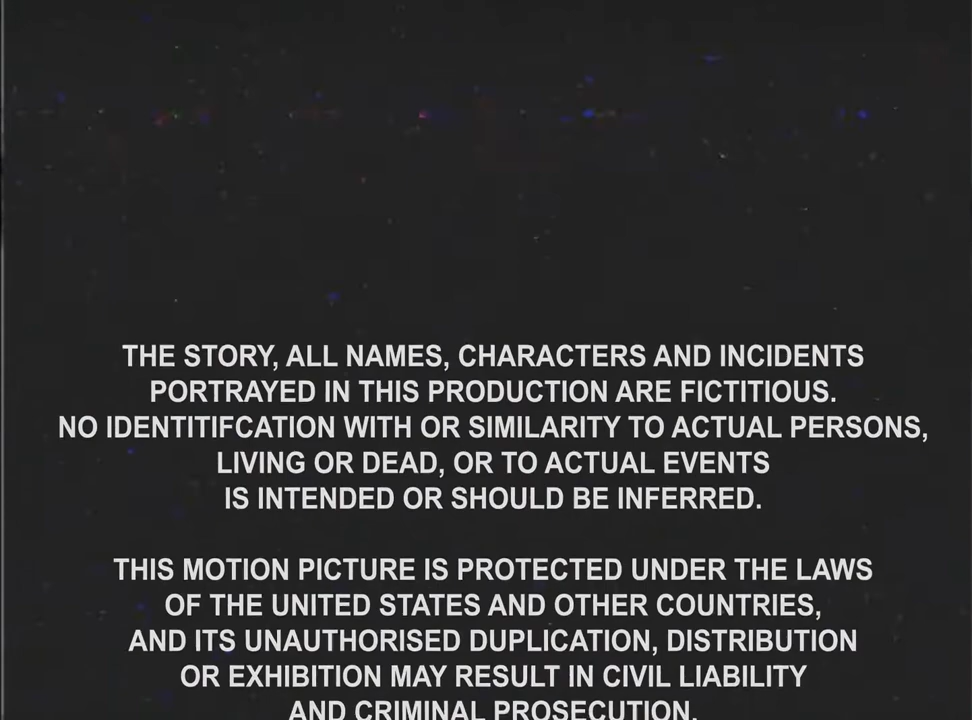 THE STORY, ALL NAMES, CHARACTERS AND INCIDENTS
PORTRAYED IN THIS PRODUCTION ARE FICTITIOUS.
NO IDENTITIFCATION WITH OR SIMILARITY TO ACTUAL PERSONS,
LIVING OR DEAD, OR TO ACTUAL EVENTS
IS INTENDED OR SHOULD BE INFERRED.
THIS MOTION PICTURE IS PROTECTED UNDER THE LAWS
OF THE UNITED STATES AND OTHER COUNTRIES,
AND ITS UNAUTHORISED DUPLICATION, DISTRIBUTION
OR EXHIBITION MAY RESULT IN CIVIL LIABILITY
AND CRIMINAL PROSECUTION.